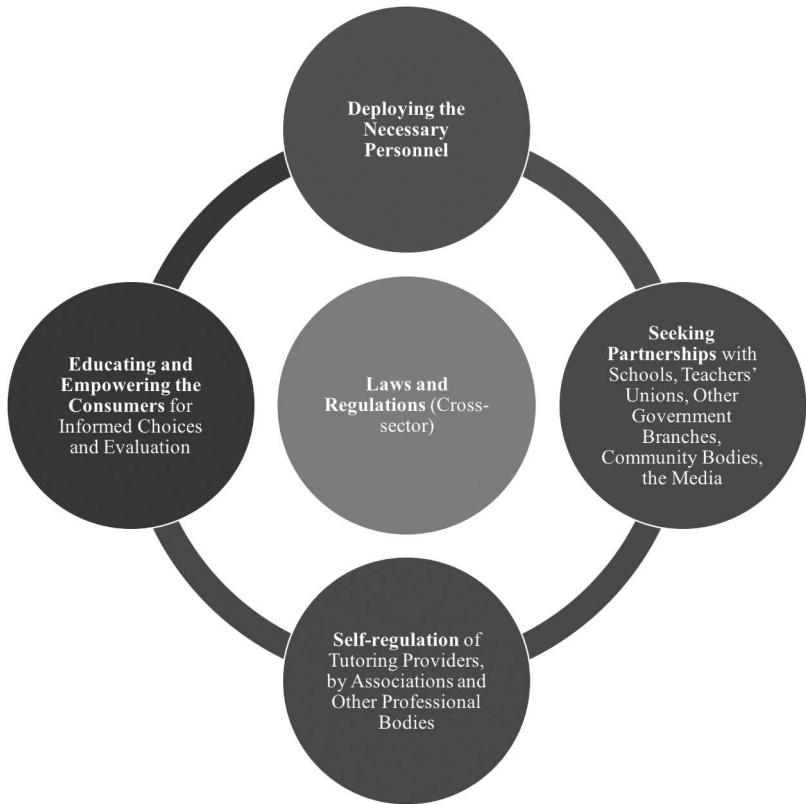 Deploying the
Necessary
Personnel
Educating and
Empowering the
Consumers for
Informed Choices
and Evaluation
Laws and
Regulations (Cross-
sector)
Seeking
Partnerships with
Schools, Teachers’
Unions, Other
Government
Branches,
Community Bodies,
the Media
Self-regulation of
Tutoring Providers,
by Associations and
Other Professional
Bodies